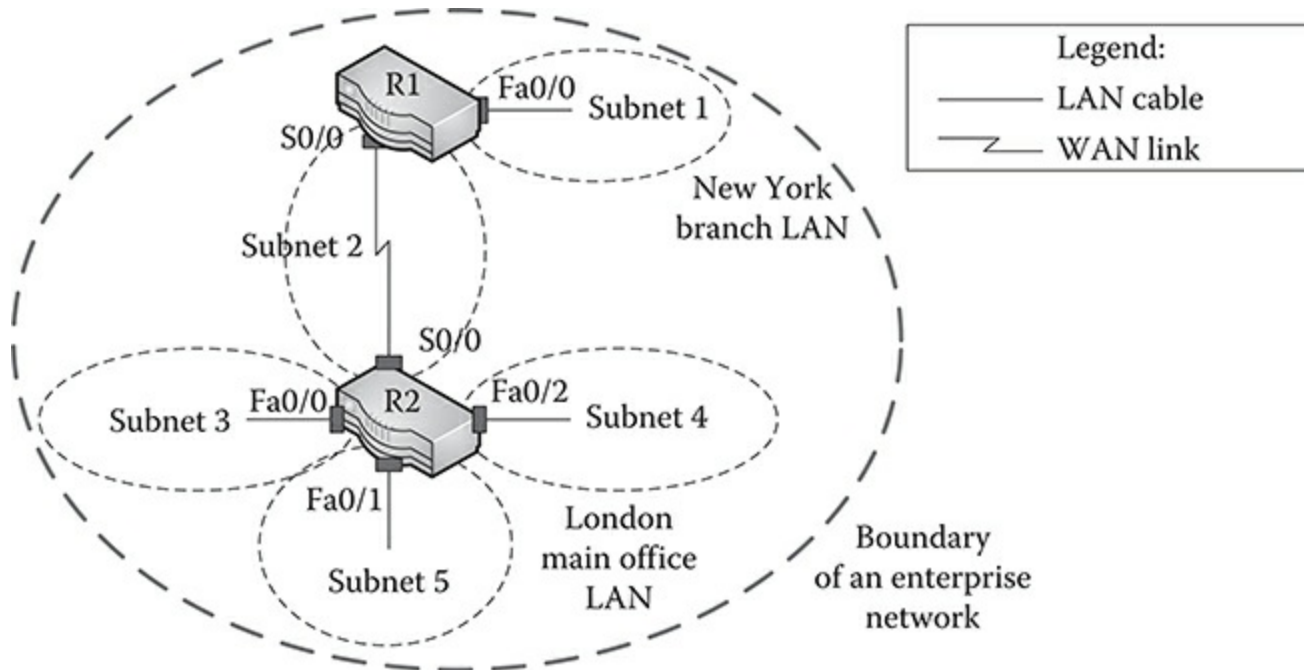 R1
Fa0/0
Subnet 1
S0/0
New York
branch LAN
Subnet 2
S0/0
R2
Fa0/0
Subnet 3
Fa0/2
Subnet 4
Fa0/1
Subnet 5
London
main office
LAN
Boundary
of an enterprise
network
Legend:
LAN cable
WAN link